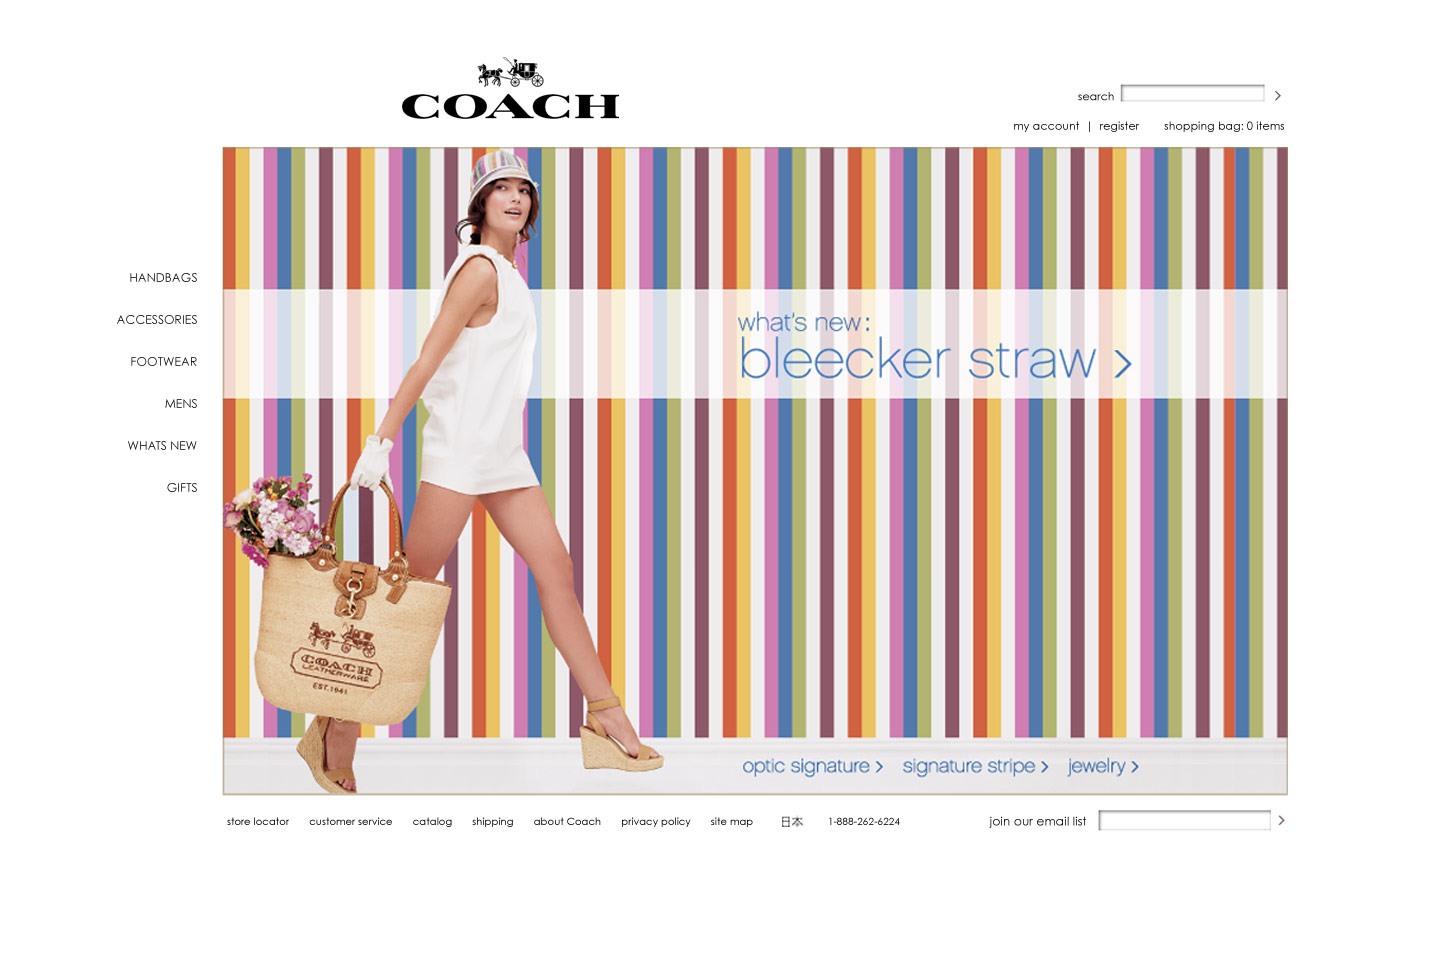 COACH
search
my account | register shopping bag: 0 items
HANDBAGS
ACCESSORIES
FOOTWEAR
MENS
WHATS NEW
GIFTS
what's new:
bleecker straw >
COACH
LEATHERWARE
EST. 1941
optic signature > signature stripe > jewelry >
store locator customer service catalog shipping about Coach privacy policy site map 日本 1-888-262-6224 join our email list